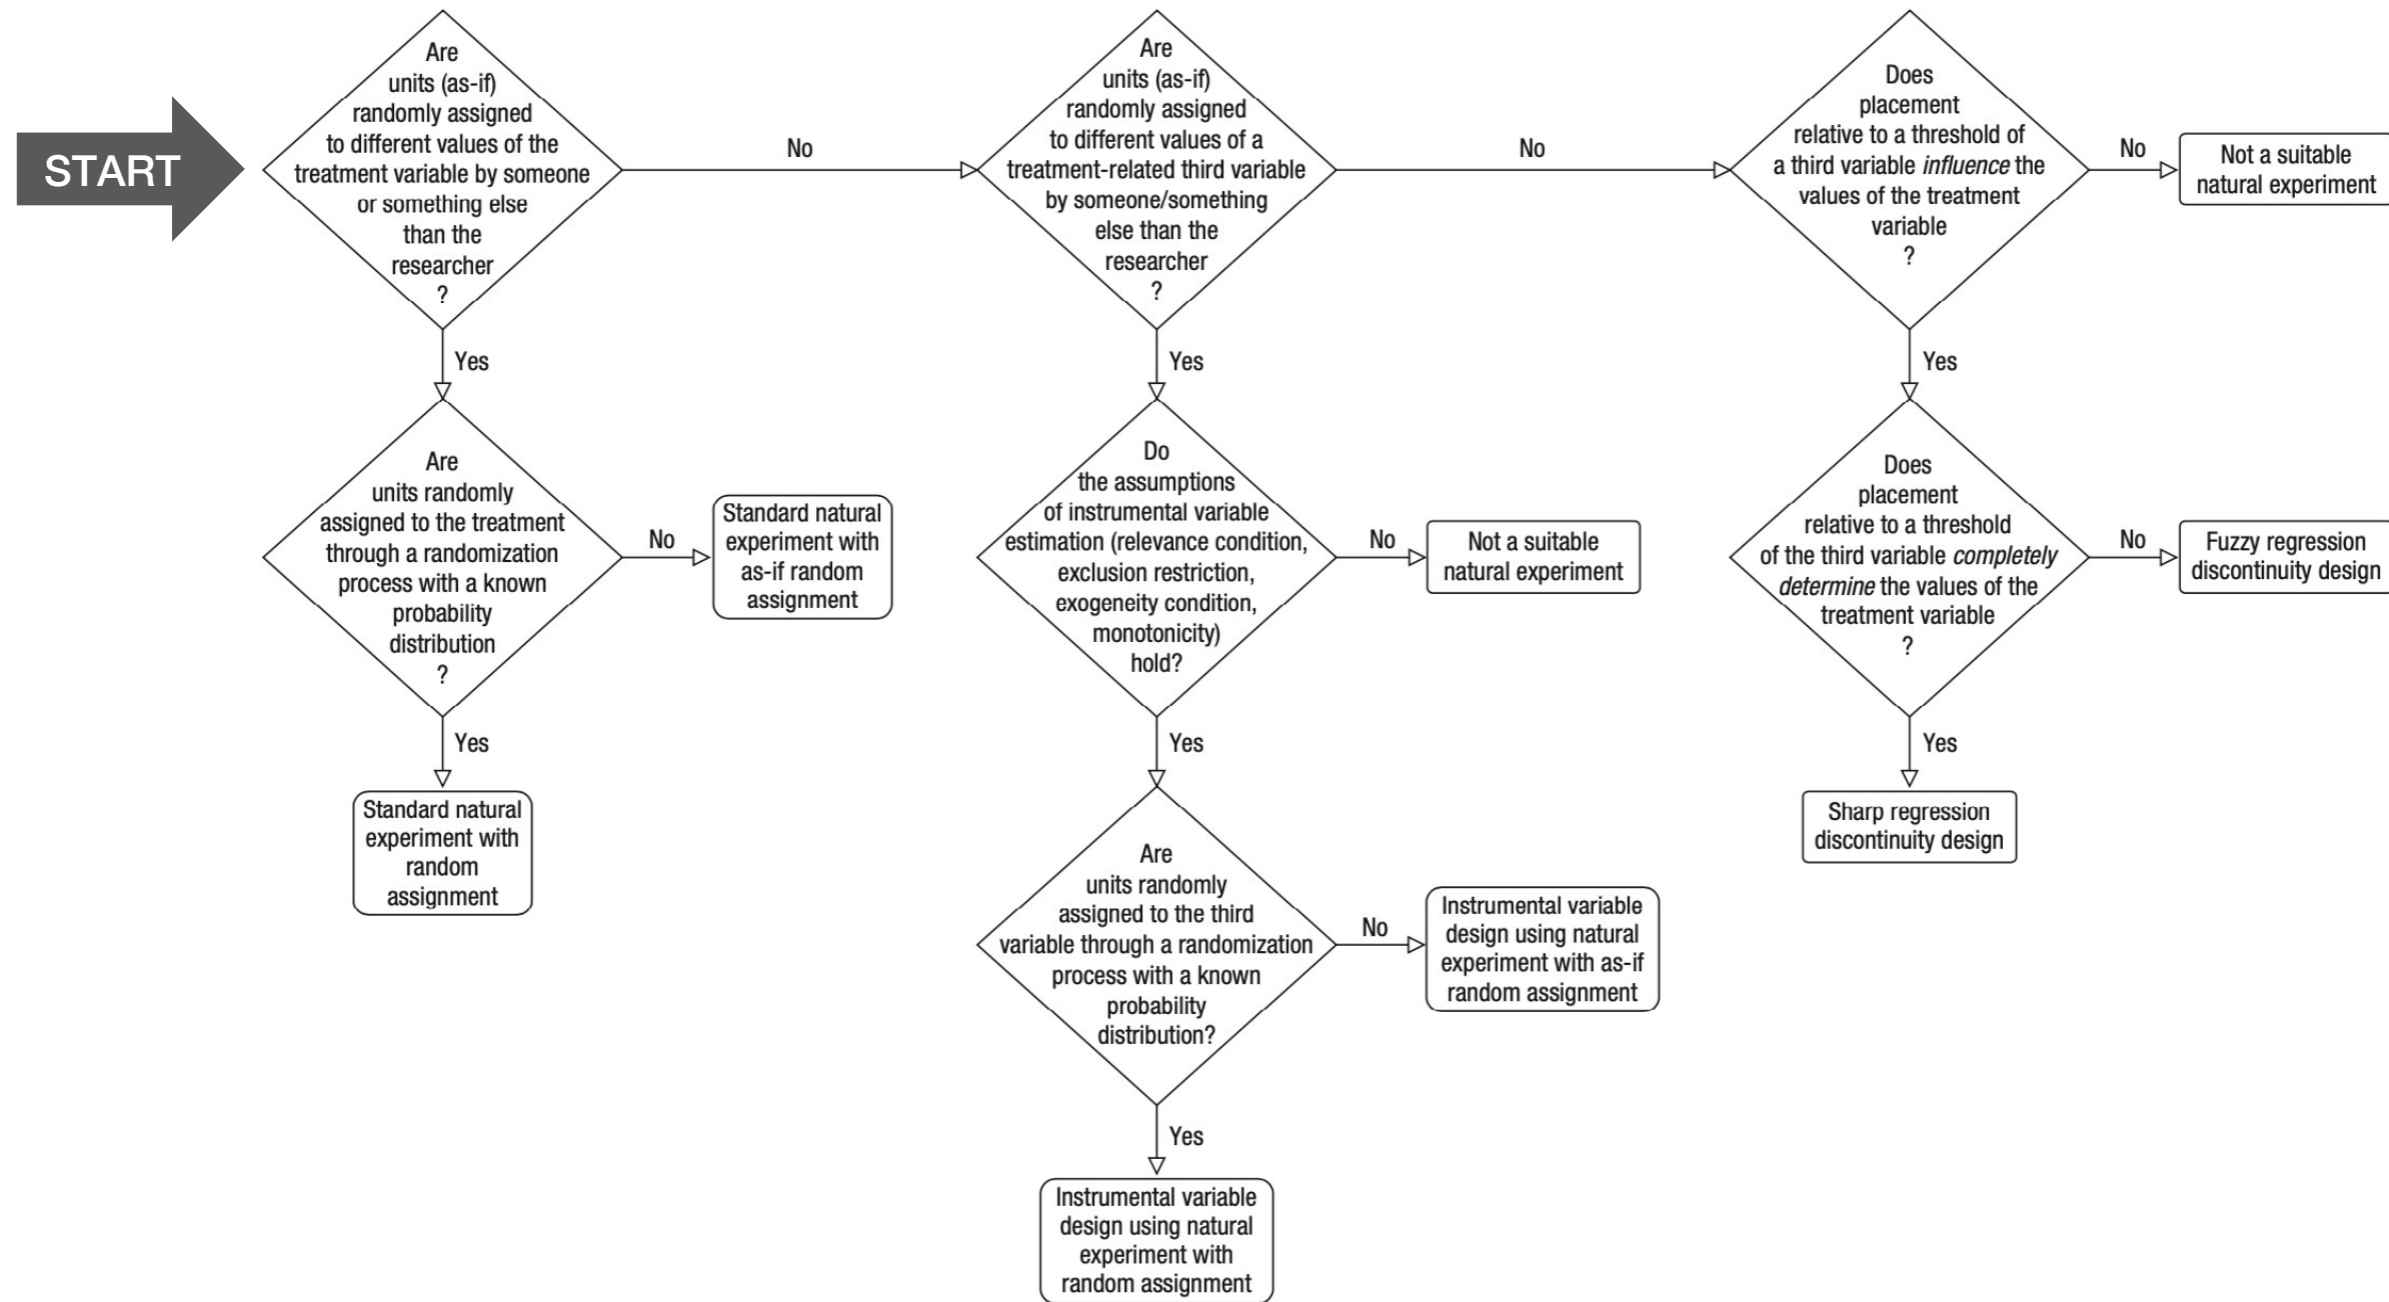 START
Are
units (as-if)
randomly assigned
to different values of the
treatment variable by someone
or something else
than the
researcher
?
No
Are
units (as-if)
randomly assigned
to different values of a
treatment-related third variable
by someone/something
else than the
researcher
?
No
Does
placement
relative to a threshold of
a third variable influence the
values of the treatment
variable
?
No
Not a suitable
natural experiment
Yes
Yes
Yes
Are
units randomly
assigned to the treatment
through a randomization
process with a known
probability
distribution
?
No
Standard natural
experiment with
as-if random
assignment
Do
the assumptions
of instrumental variable
estimation (relevance condition,
exclusion restriction,
exogeneity condition,
monotonicity)
hold?
No
Not a suitable
natural experiment
Does
placement
relative to a threshold
of the third variable completely
determine the values of the
treatment variable
?
No
Fuzzy regression
discontinuity design
Yes
Yes
Yes
Standard natural
experiment with
random
assignment
Are
units randomly
assigned to the third
variable through a randomization
process with a known
probability
distribution?
No
Instrumental variable
design using natural
experiment with as-if
random assignment
Sharp regression
discontinuity design
Yes
Instrumental variable
design using natural
experiment with
random assignment